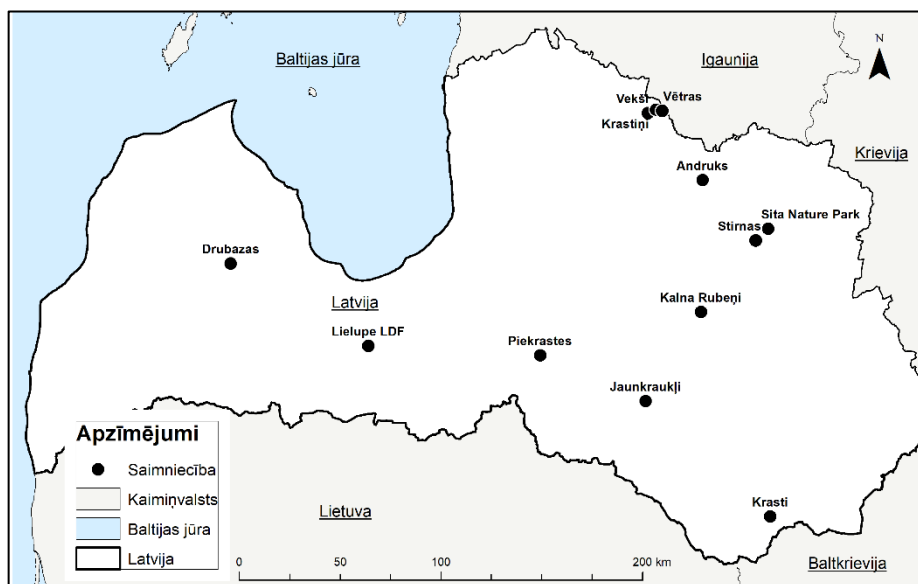 Baltijas jūra
Igaunija
N
Vekši
Vētras
Krastiņi
Krievija
Andruks
Sita Nature Park
Stirnas
Drubazas
Latvija
Kalna Rubeņi
Lielupe LDF
Piekrastes
Jaunkraukļi
Apzīmējumi
Saimniecība
Kaimiņvalsts
Baltijas jūra
Latvija
Lietuva
Krasti
Baltkrievija
0 50 100 200 km